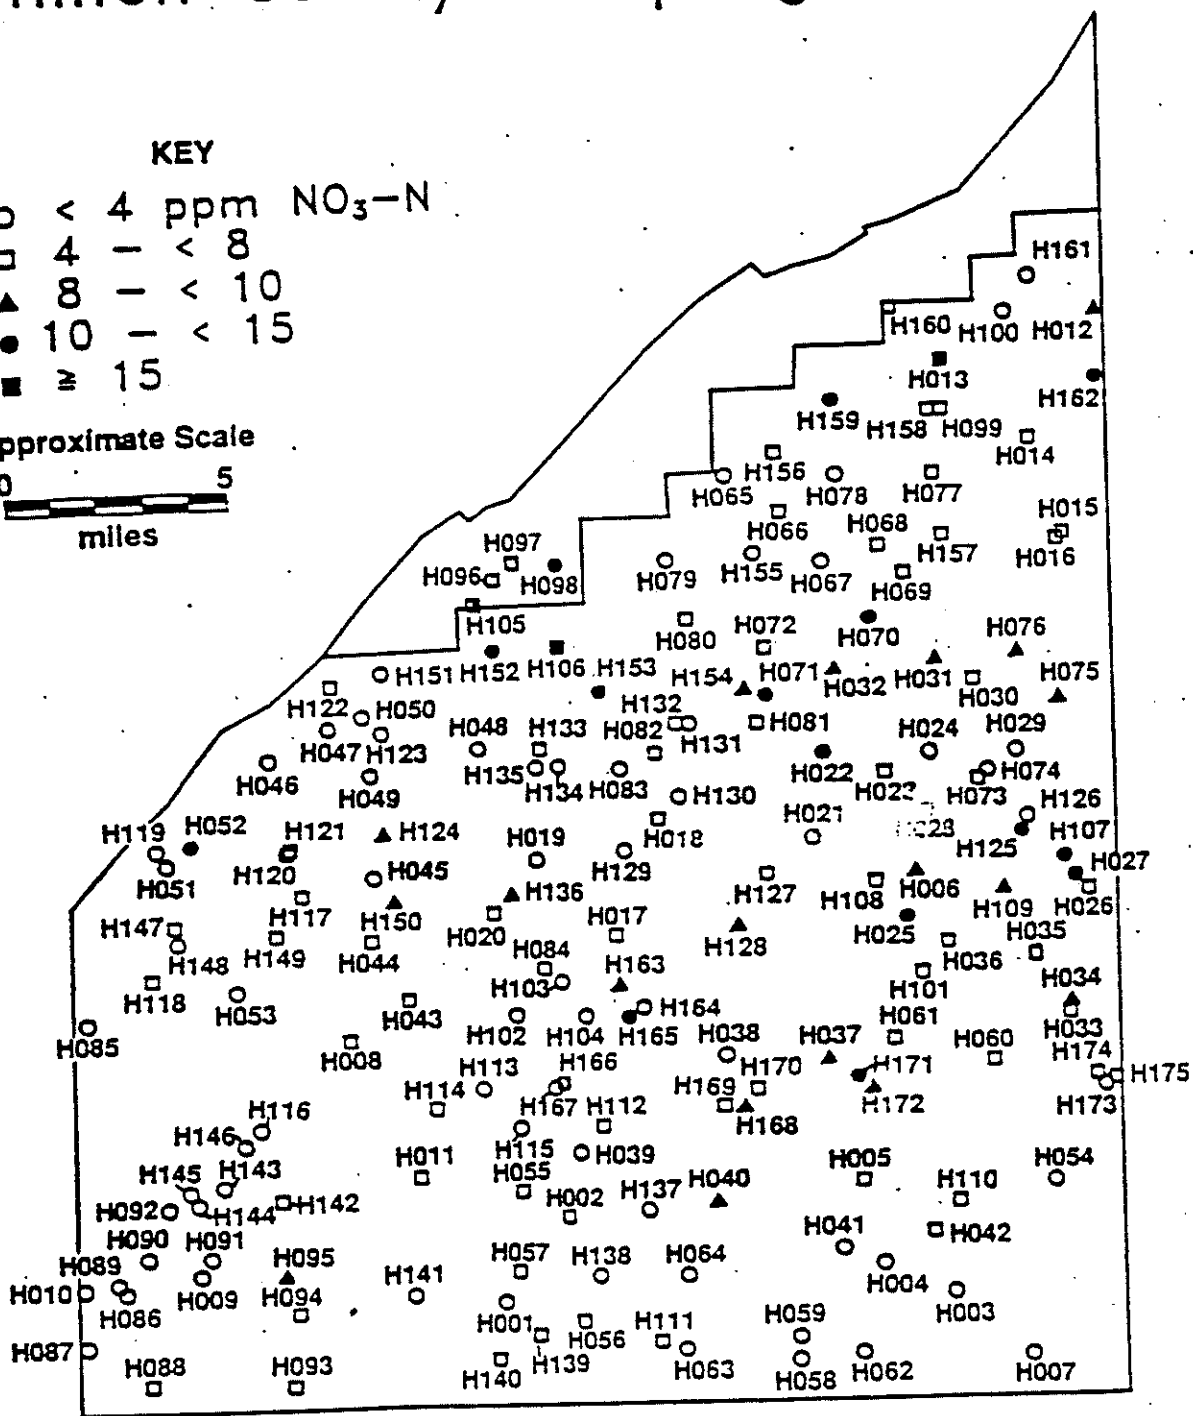 KEY
< 4 ppm NO₃-N
4 - < 8
8 - < 10
10 - < 15
≥ 15
pproximate Scale
0 5
miles
H161
H160 H100 H012
H013
H162
H159 H158 H099
H014
H156
H065 H078 H077
H066 H068 H015
H157 H016
H097
H096 H098 H079 H155 H067 H069
H105
H080 H072 H070 H076
H151 H152 H106 H153 H154 H071 H032 H031 H030 H075
H122 H050 H132
H048 H133 H082 H131 H081 H024 H029
H047 H123
H046 H135 H134 H083 H022 H073 H074
H049 H130 H021 H126
H119 H052 H121 H124 H019 H018 H125 H107
H051 H120 H045 H129 H127 H108 H006 H027
H117 H150 H136 H109 H026
H147 H149 H044 H020 H017 H128 H025 H035
H148 H084 H163 H036
H118 H103 H101 H034
H053 H043 H164 H061
H085 H102 H104 H165 H038 H037 H060 H033
H008 H113 H166 H170 H171 H174
H114 H169 H175
H116 H167 H112 H168 H172 H173
H146 H115 H039
H145 H143 H011 H055 H005 H054
H092 H144 H142 H002 H137 H040 H110
H090 H091 H041 H042
H089 H095 H057 H138 H064
H010 H009 H094 H141 H004 H003
H086 H001 H056 H111 H059
H087 H088 H093 H140 H139 H063 H058 H062 H007